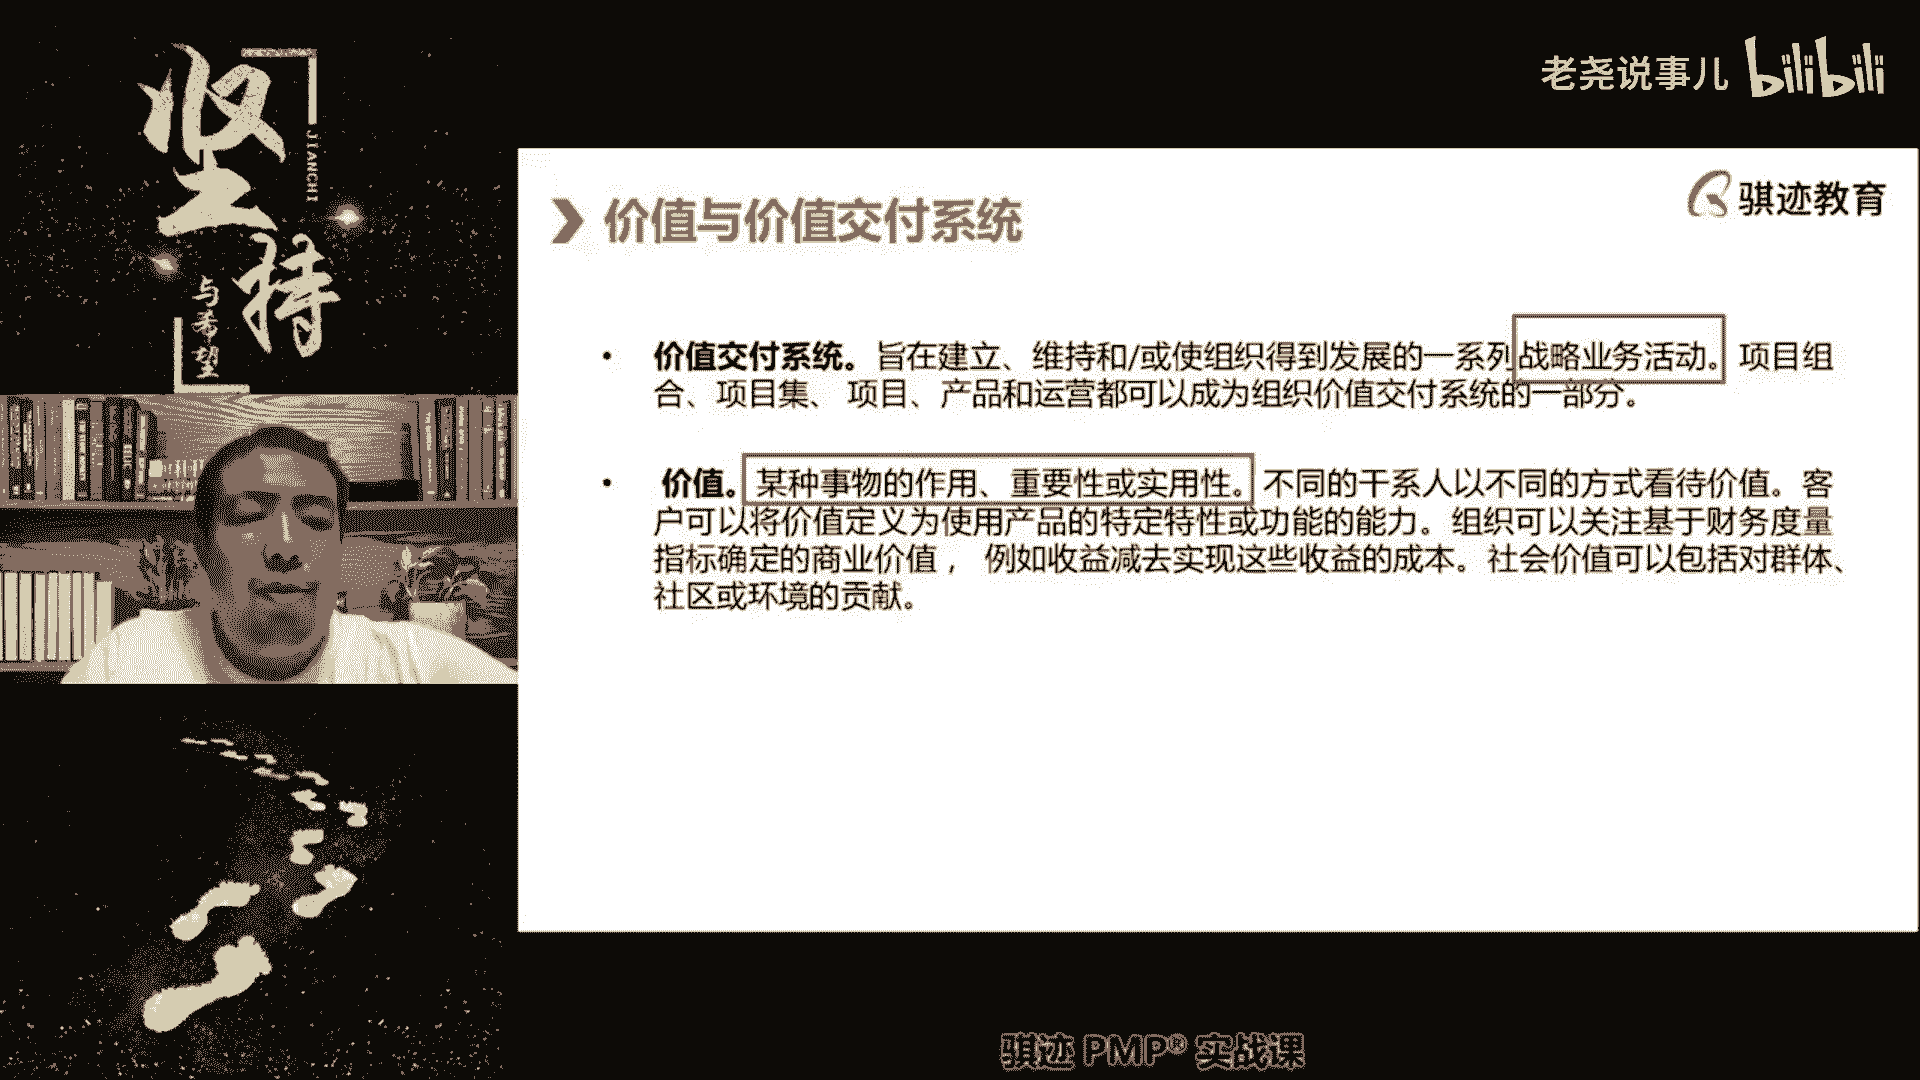 坚持
JIANCHI
与希望
老尧说事儿 bilibili
骐迹教育
价值与价值交付系统
• 价值交付系统。旨在建立、维持和/或使组织得到发展的一系列战略业务活动。项目组
合、项目集、 项目、产品和运营都可以成为组织价值交付系统的一部分。
• 价值。某种事物的作用、重要性或实用性。不同的干系人以不同的方式看待价值。客
户可以将价值定义为使用产品的特定特性或功能的能力。组织可以关注基于财务度量
指标确定的商业价值， 例如收益减去实现这些收益的成本。社会价值可以包括对群体、
社区或环境的贡献。
骐迹 PMP® 实战课